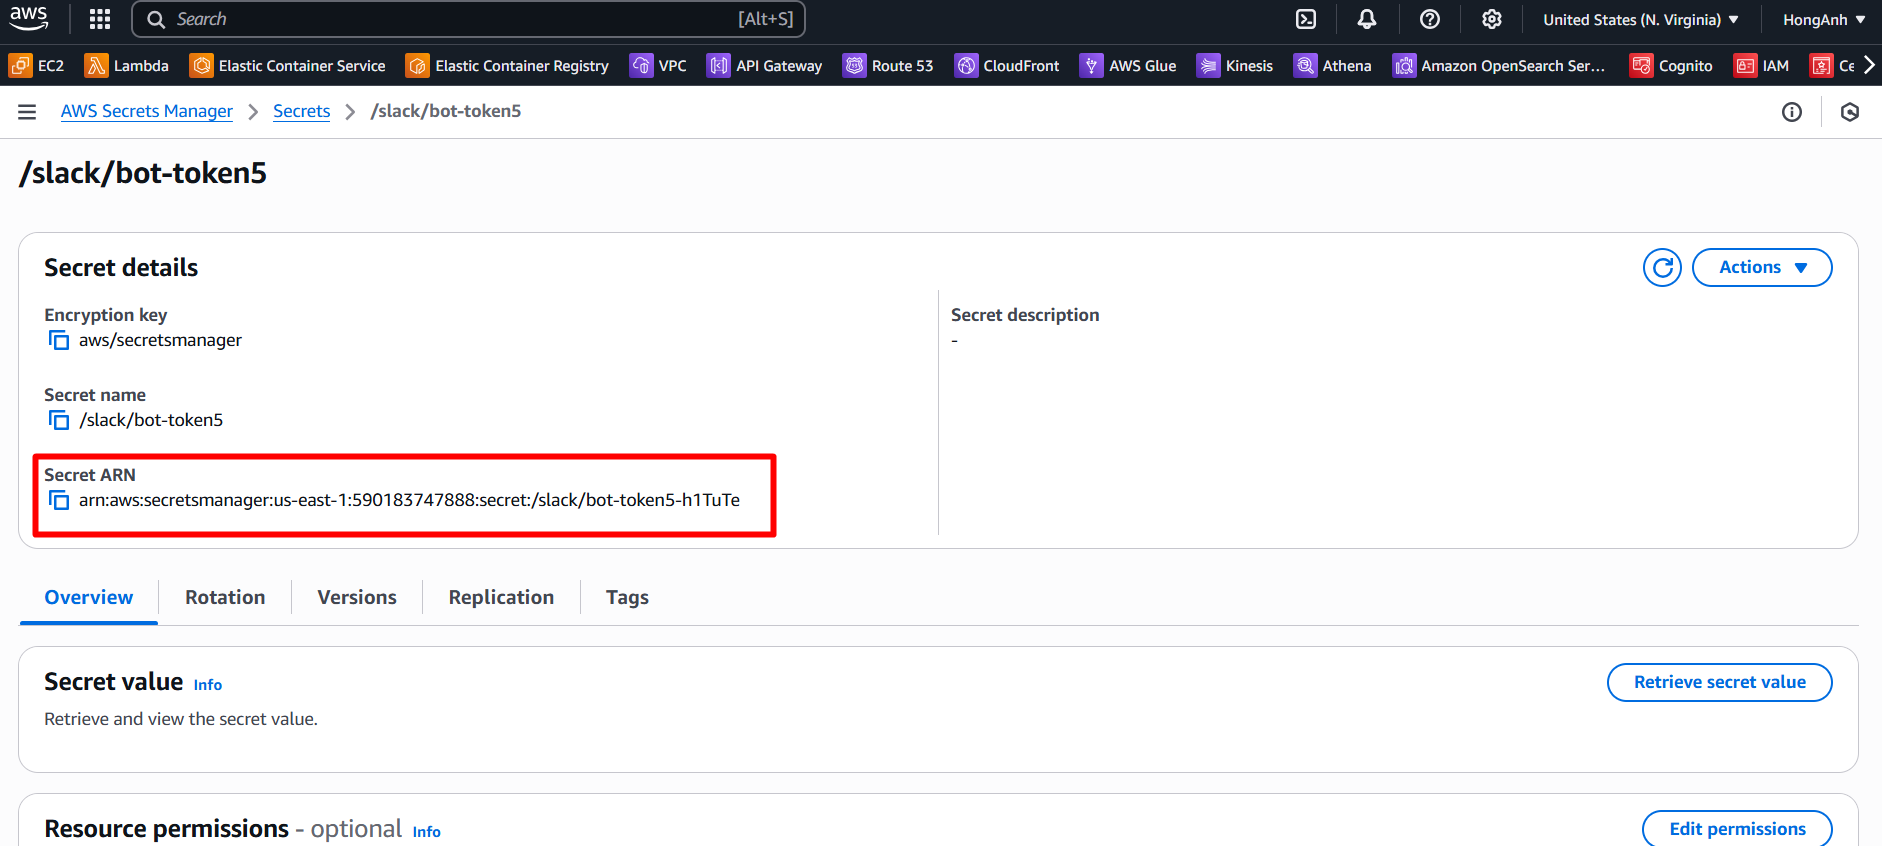 aws Search [Alt+S] United States (N. Virginia) HongAnh
EC2 Lambda Elastic Container Service Elastic Container Registry VPC API Gateway Route 53 CloudFront AWS Glue Kinesis Athena Amazon OpenSearch Ser... Cognito IAM Ce
AWS Secrets Manager Secrets /slack/bot-token5
/slack/bot-token5
Secret details
Actions
Encryption key
aws/secretsmanager
Secret description
-
Secret name
/slack/bot-token5
Secret ARN
arn:aws:secretsmanager:us-east-1:590183747888:secret:/slack/bot-token5-h1TuTe
Overview Rotation Versions Replication Tags
Secret value Info
Retrieve secret value
Retrieve and view the secret value.
Resource permissions - optional Info
Edit permissions